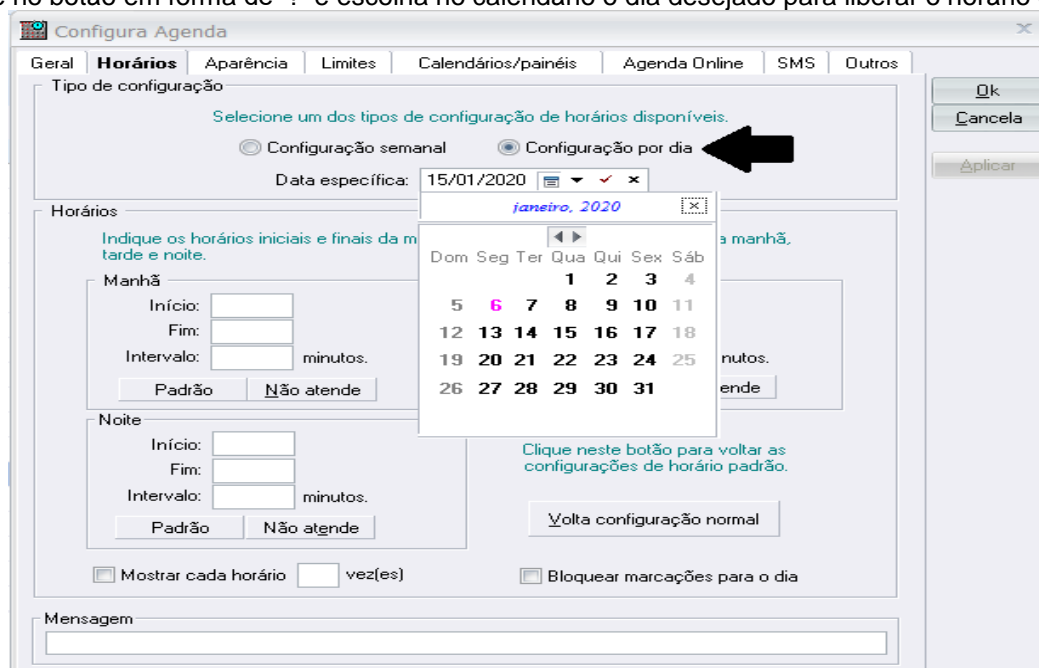 e no botão em forma de '?' e escolha no calendário o dia desejado para liberar o horário
Configura Agenda
Geral Horários Aparência Limites Calendários/painéis Agenda Online SMS Outros
Tipo de configuração
Selecione um dos tipos de configuração de horários disponíveis.
Configuração semanal Configuração por dia
Data específica: 15/01/2020
Ok
Cancela
Aplicar
janeiro, 2020
Dom Seg Ter Qua Qui Sex Sáb
1 2 3 4
5 6 7 8 9 10 11
12 13 14 15 16 17 18
19 20 21 22 23 24 25
26 27 28 29 30 31
Horários
Indique os horários iniciais e finais da m a manhã,
tarde e noite.
Manhã
Início:
Fim:
Intervalo: minutos. nutos.
Padrão Não atende ende
Noite
Início:
Fim:
Intervalo: minutos.
Padrão Não atende
Clique neste botão para voltar as
configurações de horário padrão.
Volta configuração normal
Mostrar cada horário vez(es)
Bloquear marcações para o dia
Mensagem